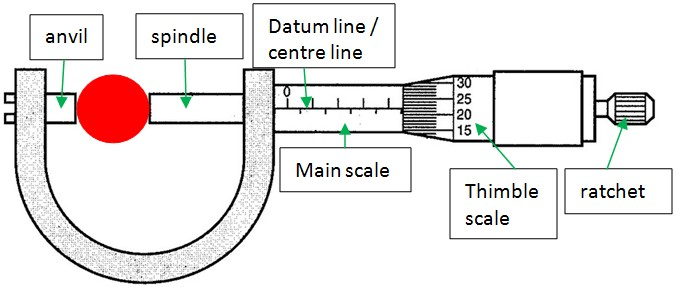 anvil
spindle
Datum line /
centre line
0
30
25
20
15
Main scale
Thimble
scale
ratchet